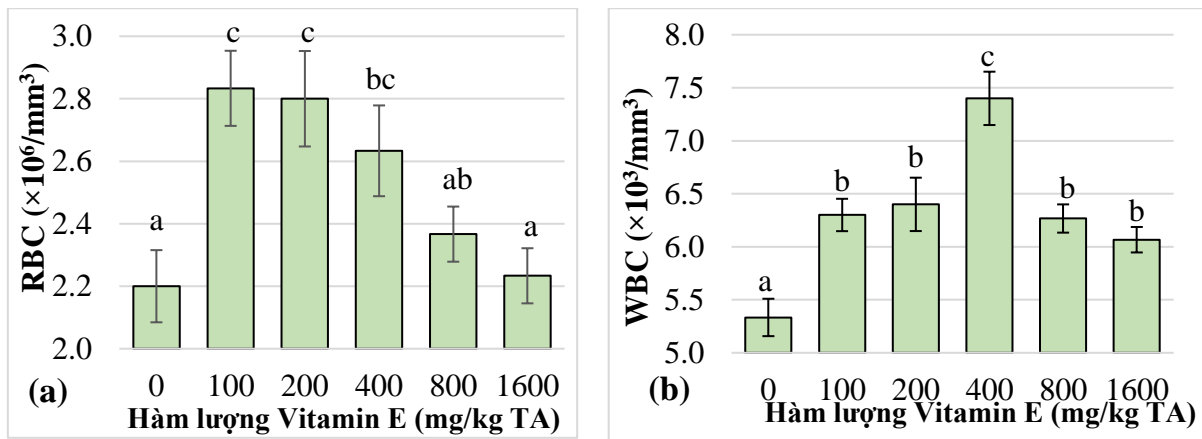 3.0
2.8
2.6
2.4
2.2
2.0
RBC (×10⁶/mm³)
a
c
c
bc
ab
a
0 100 200 400 800 1600
(a)
Hàm lượng Vitamin E (mg/kg TA)
8.0
7.5
7.0
6.5
6.0
5.5
5.0
WBC (×10³/mm³)
a
b
b
c
b
b
0 100 200 400 800 1600
(b)
Hàm lượng Vitamin E (mg/kg TA)